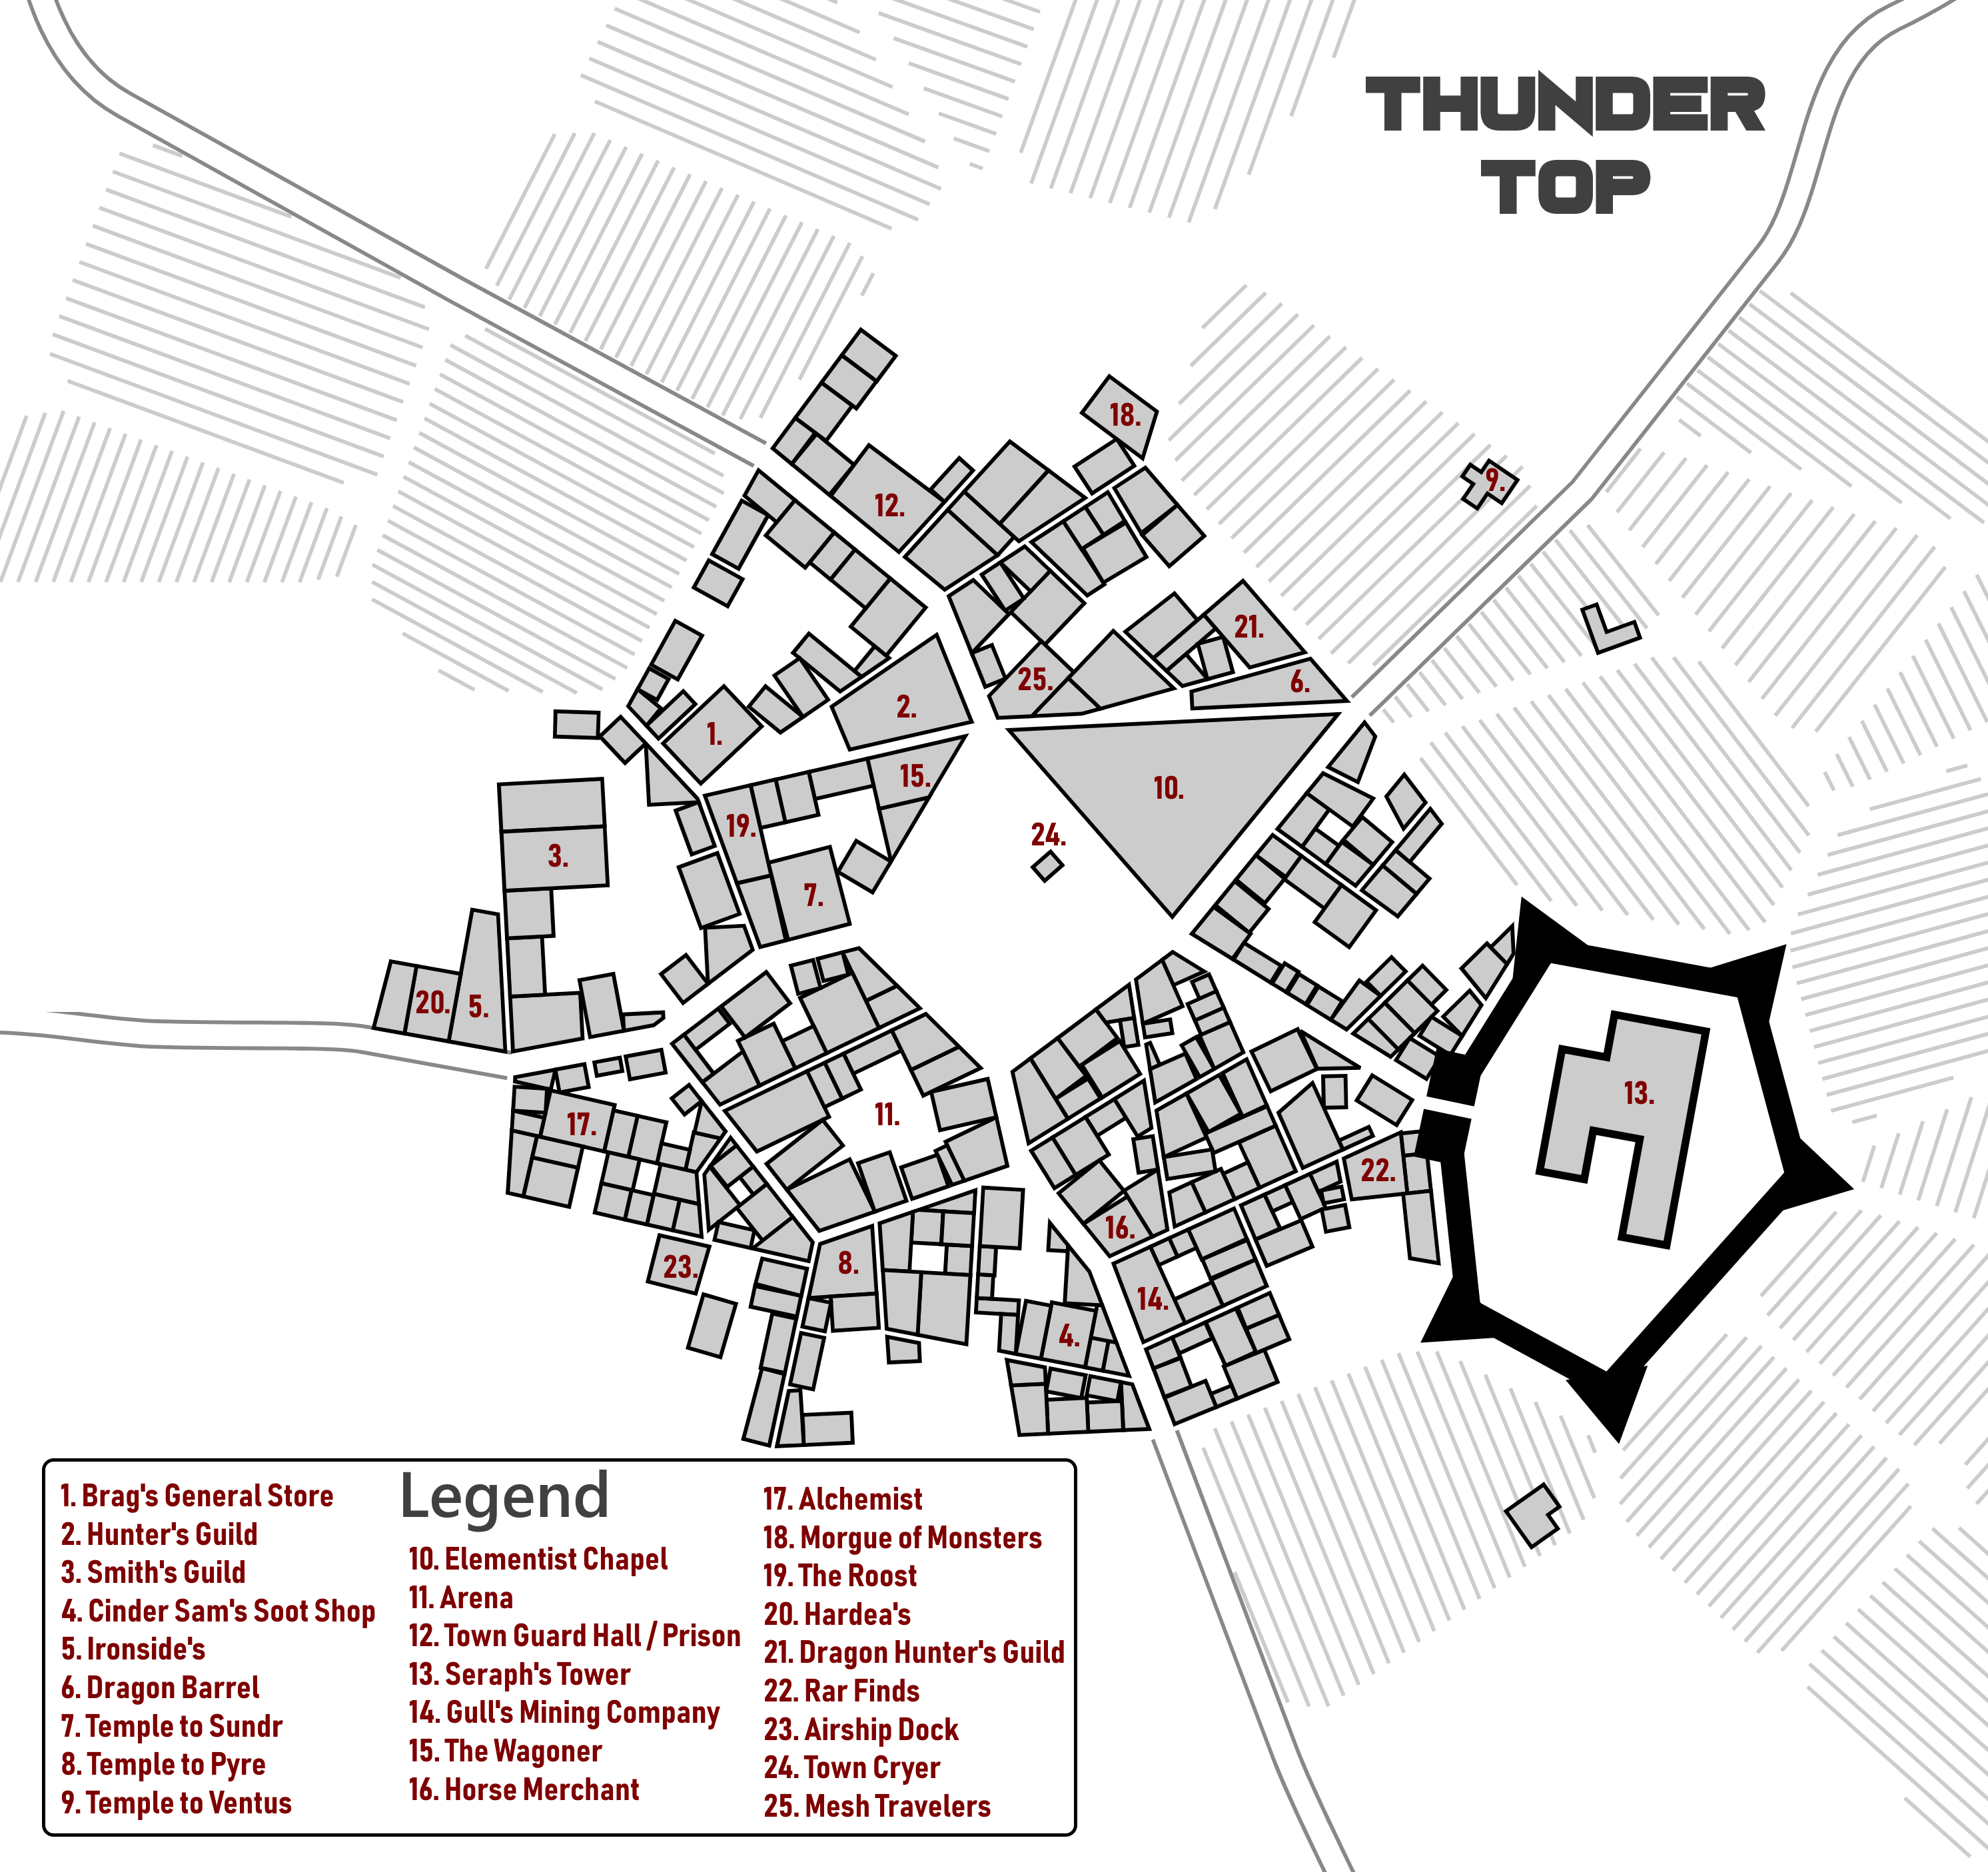 THUNDER
TOP
18.
9.
12.
21.
25.
6.
2.
1.
15.
10.
19.
24.
3.
7.
20.
5.
13.
11.
17.
22.
16.
8.
23.
14.
4.
Legend
1. Brag's General Store
2. Hunter's Guild
3. Smith's Guild
4. Cinder Sam's Soot Shop
5. Ironside's
6. Dragon Barrel
7. Temple to Sundr
8. Temple to Pyre
9. Temple to Ventus
10. Elementist Chapel
11. Arena
12. Town Guard Hall / Prison
13. Seraph's Tower
14. Gull's Mining Company
15. The Wagoner
16. Horse Merchant
17. Alchemist
18. Morgue of Monsters
19. The Roost
20. Hardea's
21. Dragon Hunter's Guild
22. Rar Finds
23. Airship Dock
24. Town Cryer
25. Mesh Travelers